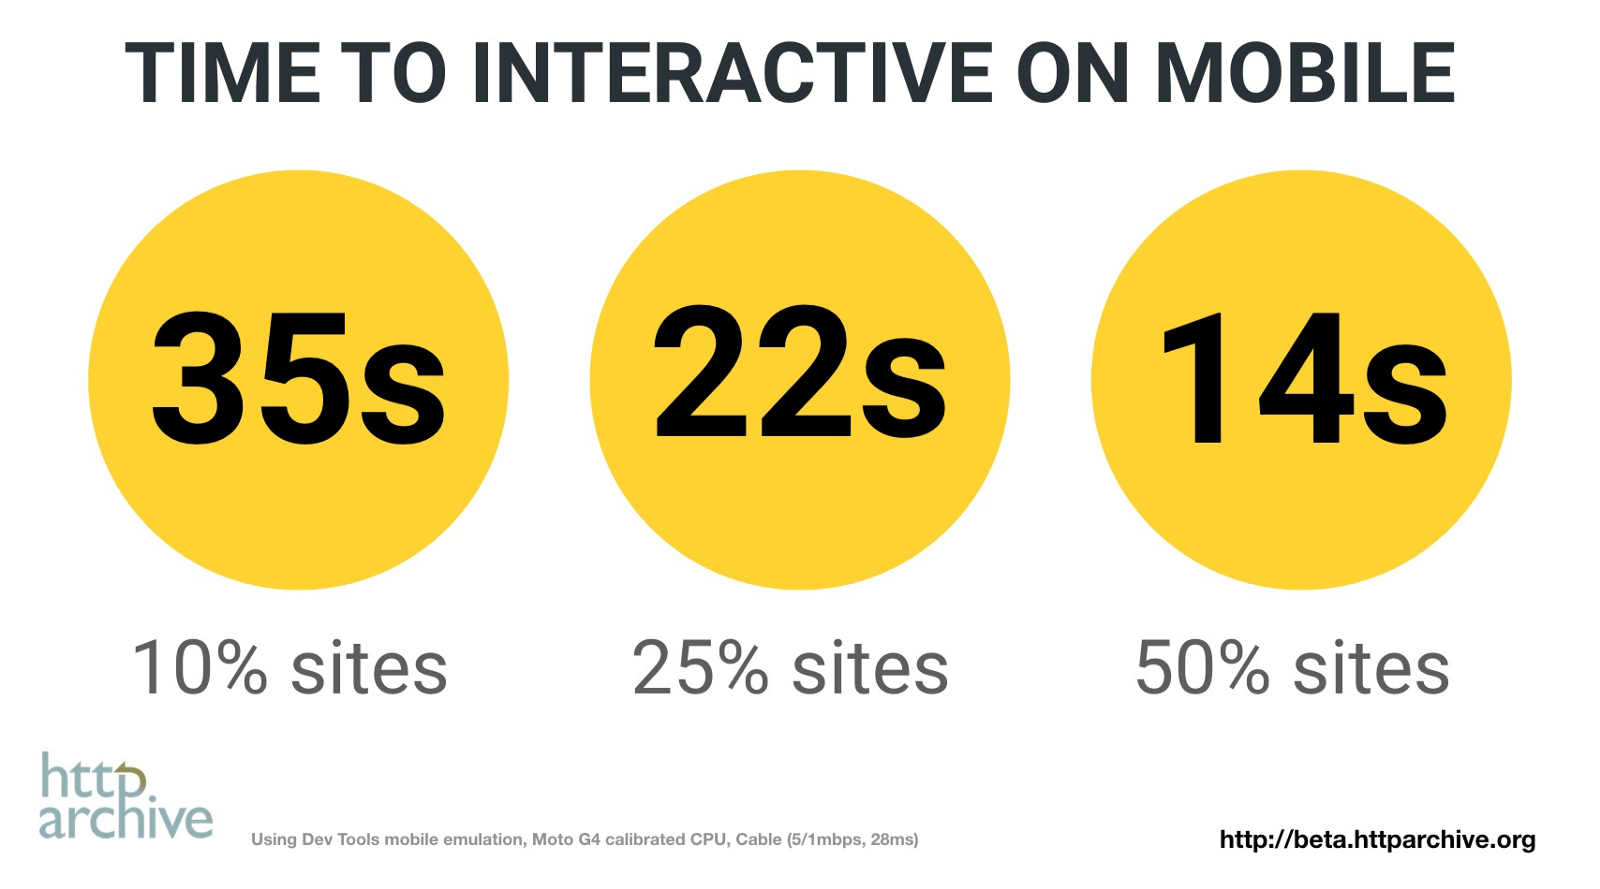 TIME TO INTERACTIVE ON MOBILE
35s
22s
14s
10% sites
25% sites
50% sites
http
archive
Using Dev Tools mobile emulation, Moto G4 calibrated CPU, Cable (5/1mbps, 28ms)
http://beta.httparchive.org